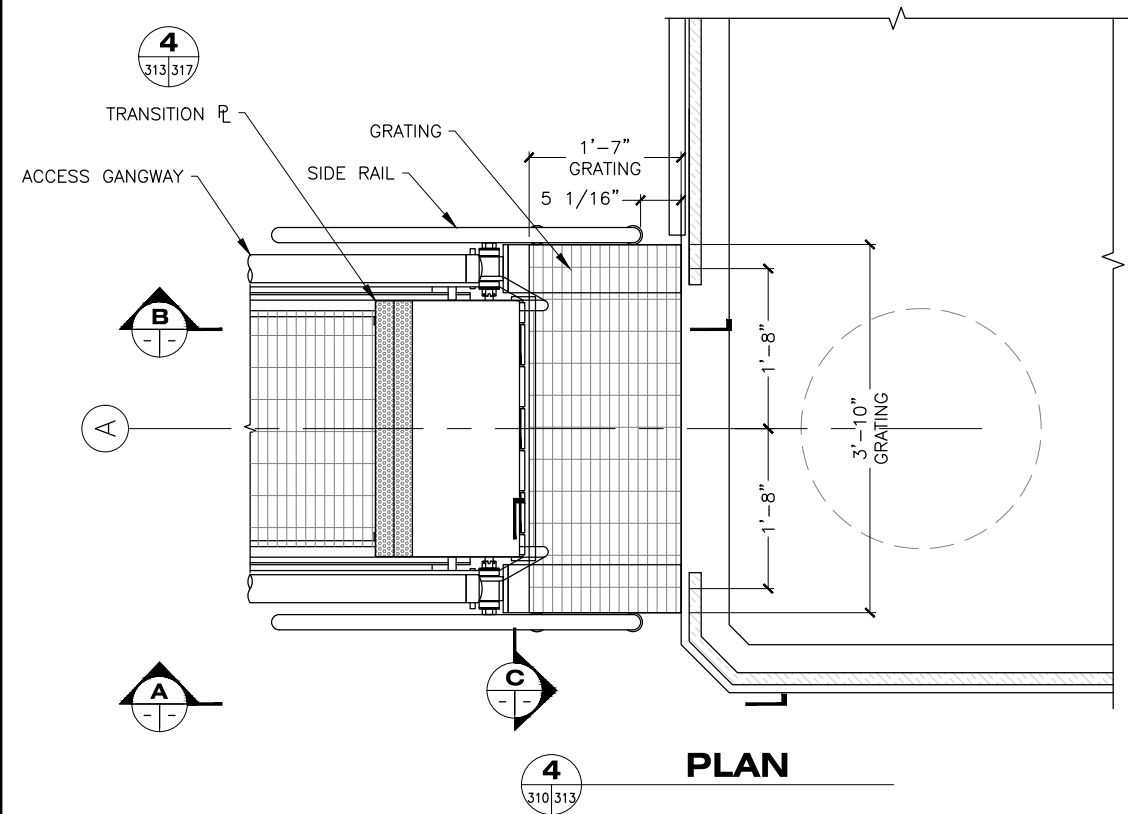 4
313 317
TRANSITION PL
GRATING
1'-7"
GRATING
ACCESS GANGWAY
SIDE RAIL
5 1/16"
B
- -
1'-8"
A
3'-10"
GRATING
1'-8"
A
- -
C
- -
4
310 313
PLAN